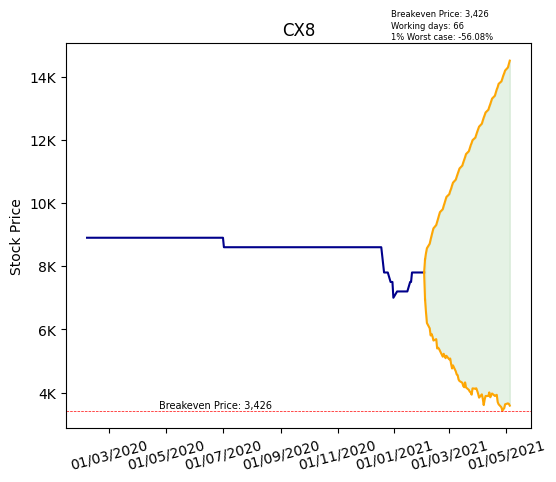 Breakeven Price: 3,426
Working days: 66
1% Worst case: -56.08%
CX8
Stock Price
14K
12K
10K
8K
6K
4K
Breakeven Price: 3,426
01/03/2020
01/05/2020
01/07/2020
01/09/2020
01/11/2020
01/01/2021
01/03/2021
01/05/2021